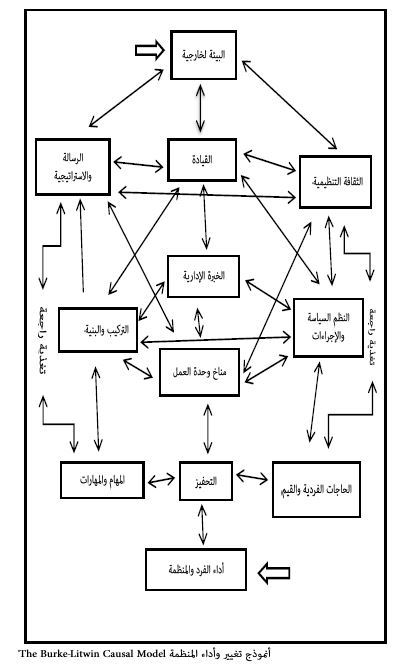 البيئة لخارجية
الرسالة
والاستراتيجية
القيادة
الثقافة التنظيمية.
الخبرة الإدارية
التركيب والبنية.
النظم السياسة
والإجراءات
تغذية راجعة
تغذية راجعة
مناخ وحدة العمل
المهام والمهارات
التحفيز
الحاجات الفردية والقيم.
أداء الفرد والمنظمة
أنموذج تغيير وأداء المنظمة The Burke-Litwin Causal Model